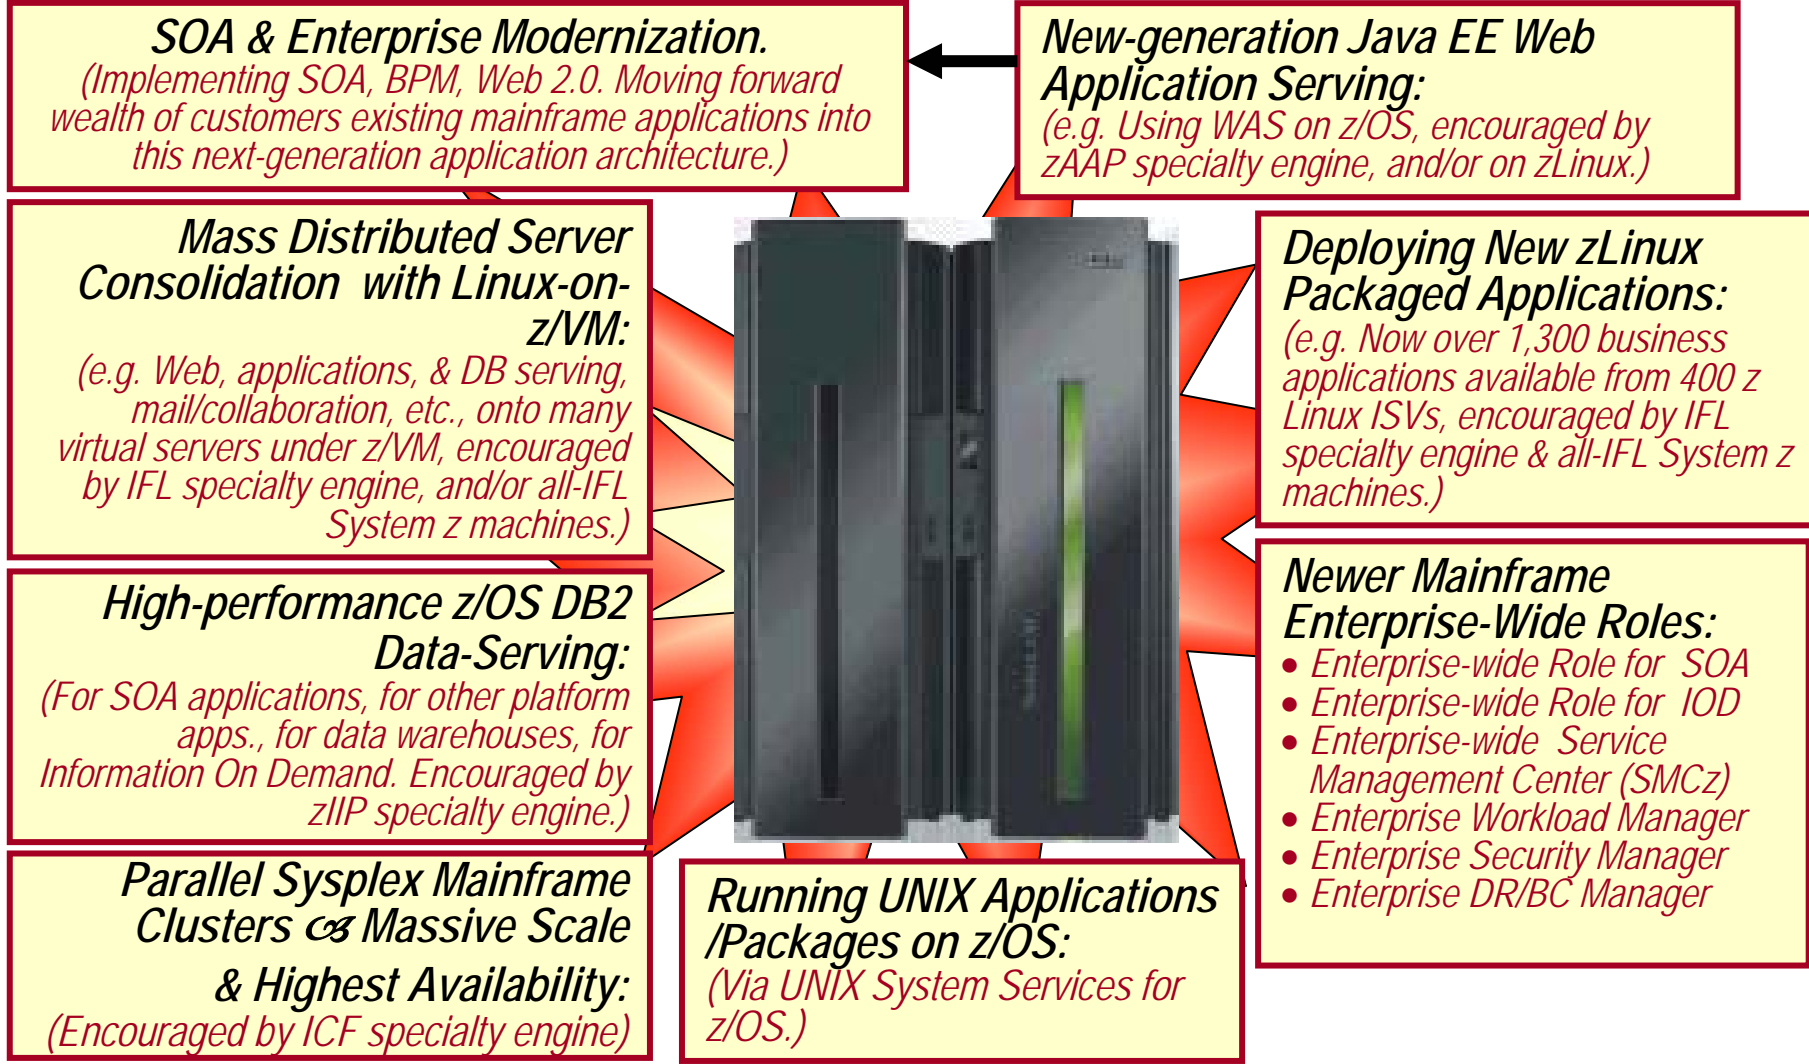 SOA & Enterprise Modernization.
(Implementing SOA, BPM, Web 2.0. Moving forward
wealth of customers existing mainframe applications into
this next-generation application architecture.)
New-generation Java EE Web
Application Serving:
(e.g. Using WAS on z/OS, encouraged by
zAAP specialty engine, and/or on zLinux.)
Mass Distributed Server
Consolidation with Linux-on-
z/VM:
(e.g. Web, applications, & DB serving,
mail/collaboration, etc., onto many
virtual servers under z/VM, encouraged
by IFL specialty engine, and/or all-IFL
System z machines.)
Deploying New zLinux
Packaged Applications:
(e.g. Now over 1,300 business
applications available from 400 z
Linux ISVs, encouraged by IFL
specialty engine & all-IFL System z
machines.)
High-performance z/OS DB2
Data-Serving:
(For SOA applications, for other platform
apps., for data warehouses, for
Information On Demand. Encouraged by
zIIP specialty engine.)
Newer Mainframe
Enterprise-Wide Roles:
• Enterprise-wide Role for SOA
• Enterprise-wide Role for IOD
• Enterprise-wide Service
Management Center (SMCz)
• Enterprise Workload Manager
• Enterprise Security Manager
• Enterprise DR/BC Manager
Parallel Sysplex Mainframe
Clusters Massive Scale
& Highest Availability:
(Encouraged by ICF specialty engine)
Running UNIX Applications
/Packages on z/OS:
(Via UNIX System Services for
z/OS.)